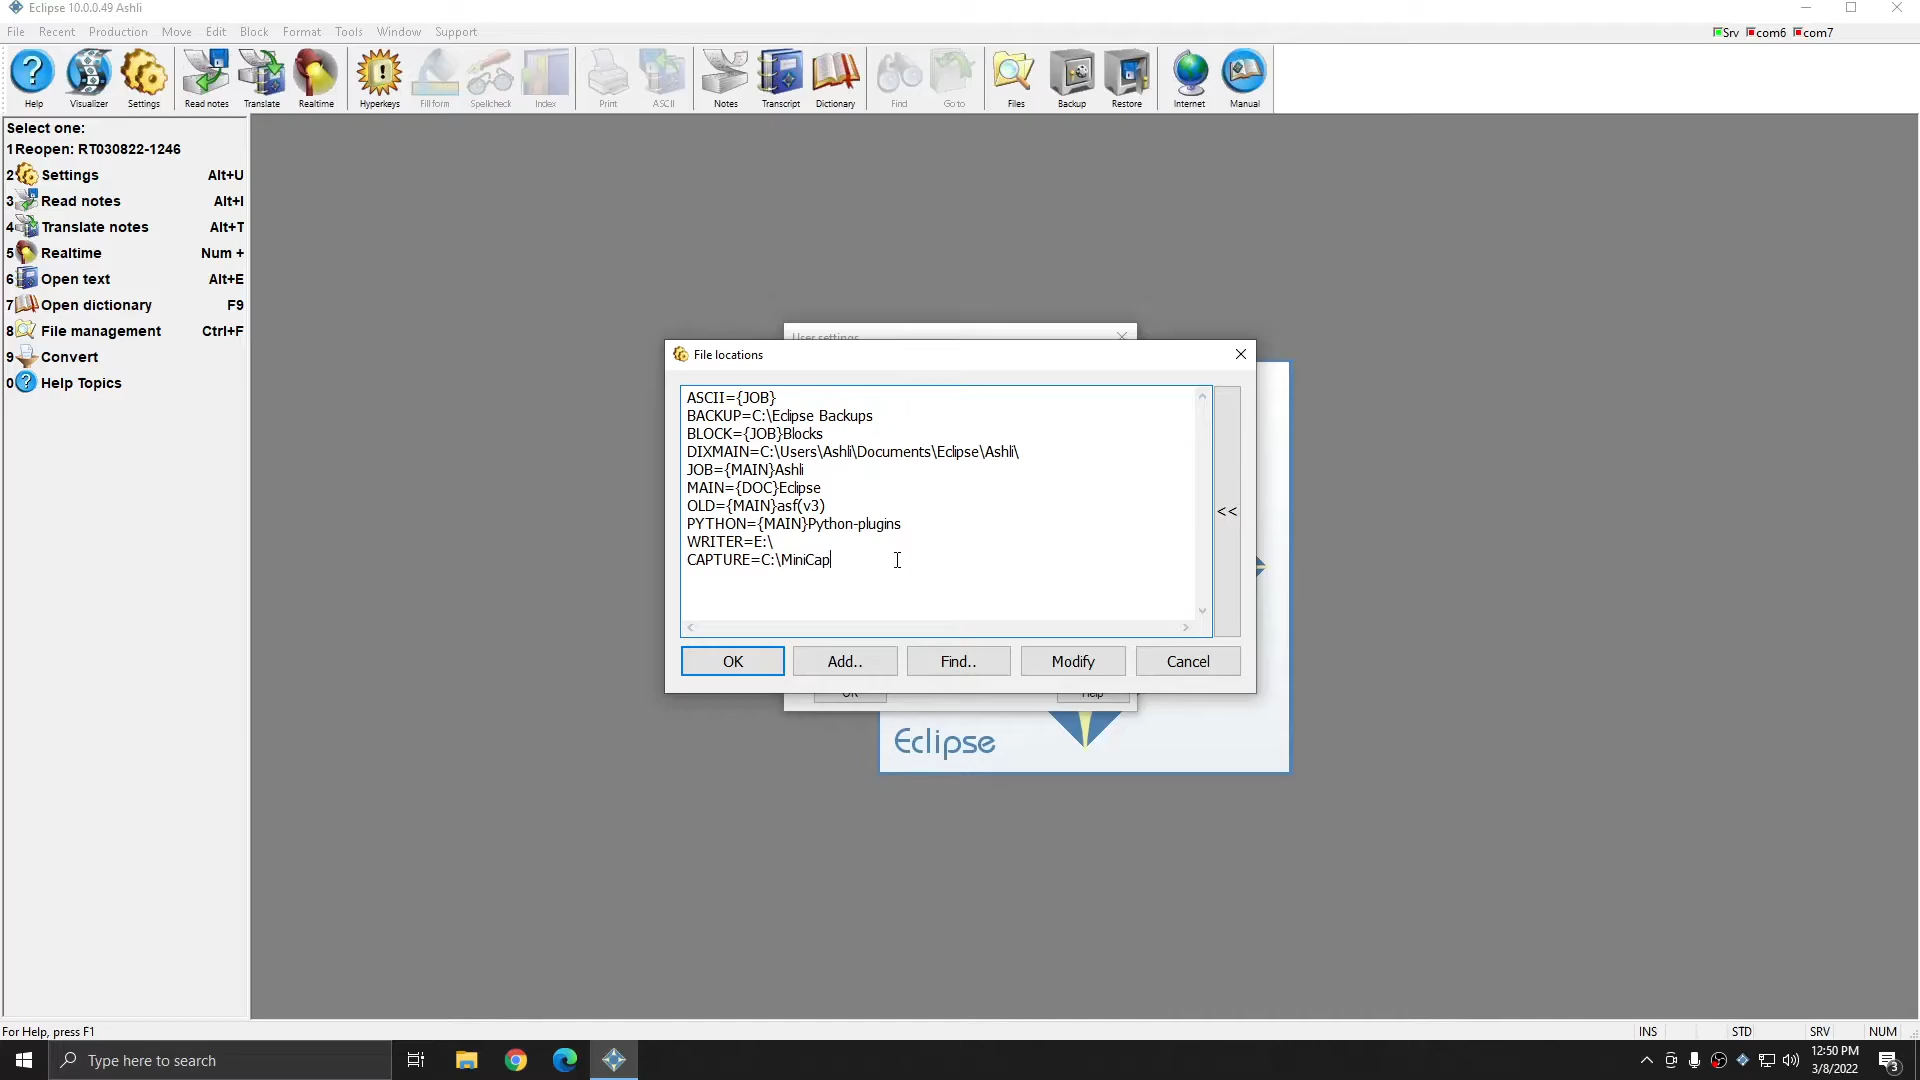 Eclipse 10.0.0.49 Ashli
File Recent Production Move Edit Block Format Tools Window Support
Srv com6 com7
Help Visualizer Settings Read notes Translate Realtime Hyperkeys Fill form Spellcheck Index Print ASCII Notes Transcript Dictionary Find Go to Files Backup Restore Internet Manual
Select one:
1Reopen: RT030822-1246
2 Settings Alt+U
3 Read notes Alt+I
4 Translate notes Alt+T
5 Realtime Num +
6 Open text Alt+E
7 Open dictionary F9
8 File management Ctrl+F
9 Convert
0 Help Topics
User settings
File locations
ASCII={JOB}
BACKUP=C:\Eclipse Backups
BLOCK={JOB}Blocks
DIXMAIN=C:\Users\Ashli\Documents\Eclipse\Ashli\
JOB={MAIN}Ashli
MAIN={DOC}Eclipse
OLD={MAIN}asf(v3)
PYTHON={MAIN}Python-plugins
WRITER=E:\
CAPTURE=C:\MiniCap
<<
OK Add.. Find.. Modify Cancel
OK Help
Eclipse
For Help, press F1
INS STD SRV NUM
Type here to search
12:50 PM
3/8/2022
3